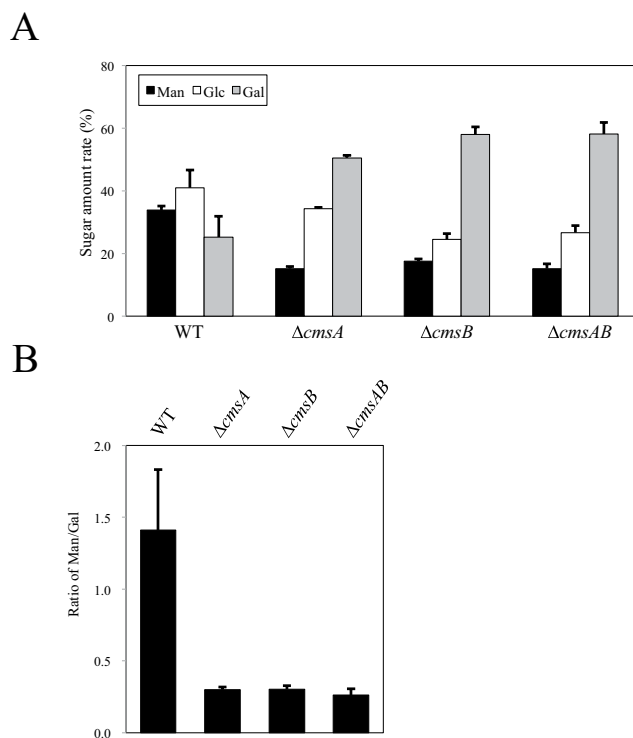 A
80
60
40
20
0
Sugar amount rate (%)
Man Glc Gal
WT ΔcmsA ΔcmsB ΔcmsAB
B
WT ΔcmsA ΔcmsB ΔcmsAB
2.0
1.5
1.0
0.5
0.0
Ratio of Man/Gal